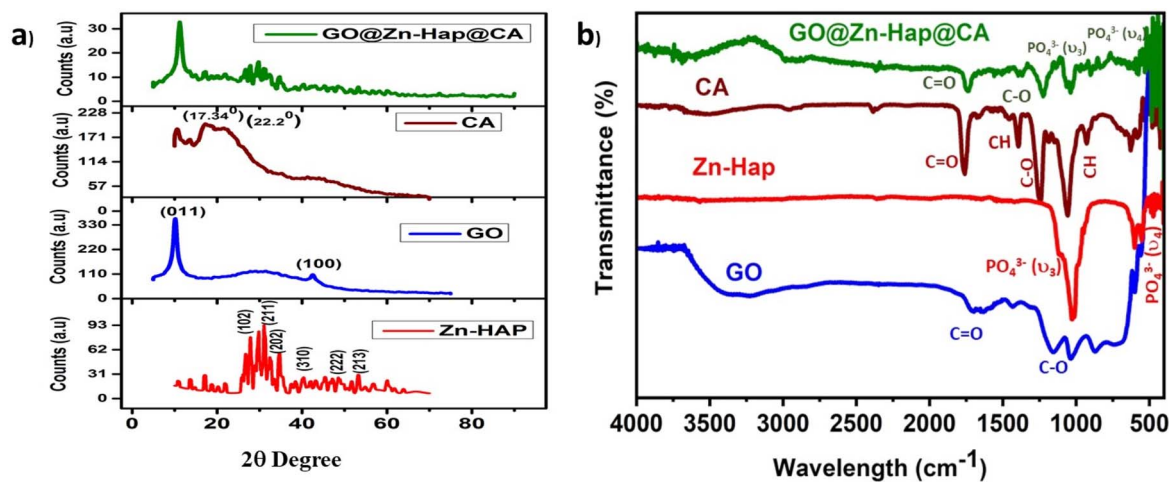 a)
Counts (a.u)
30
20
10
0
GO@Zn-Hap@CA
Counts (a.u)
228
171
114
57
0
(17.34⁰)
(22.2⁰)
CA
Counts (a.u)
330
220
110
0
(011)
(100)
GO
Counts (a.u)
93
62
31
0
(102)
(211)
(202)
(310)
(222)
(213)
Zn-HAP
0 20 40 60 80
2θ Degree
b)
Transmittance (%)
GO@Zn-Hap@CA
C=O
C-O
PO₄³⁻ (υ₃)
PO₄³⁻ (υ₄)
CA
C=O
CH
C-O
CH
Zn-Hap
PO₄³⁻ (υ₃)
PO₄³⁻ (υ₄)
GO
C=O
C-O
4000 3500 3000 2500 2000 1500 1000 500
Wavelength (cm⁻¹)